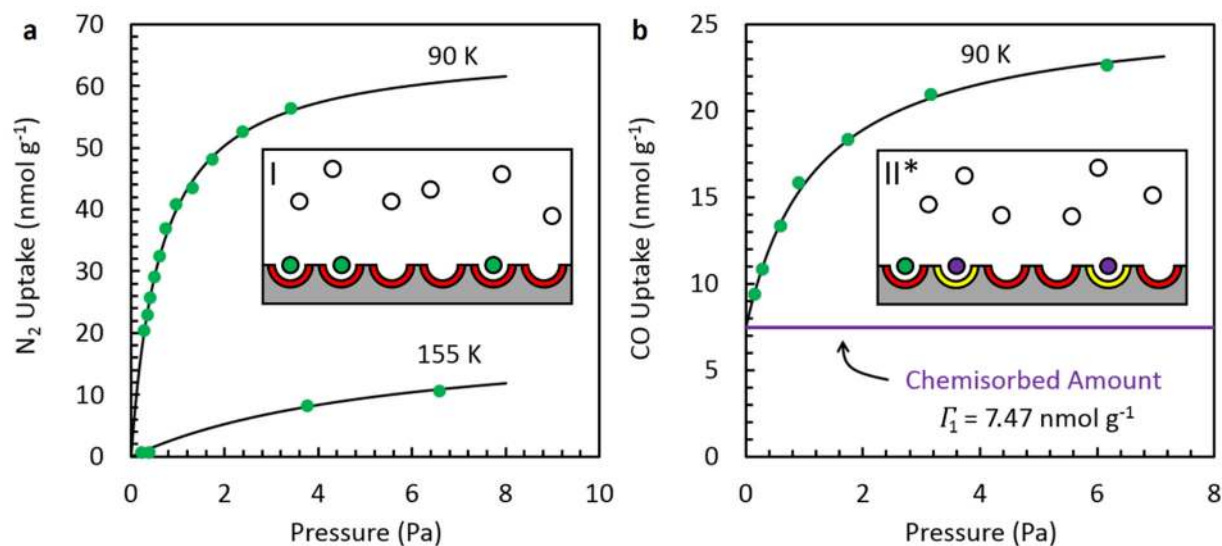 a
70
60
50
40
30
20
10
0
N₂ Uptake (nmol g⁻¹)
90 K
I
155 K
0 2 4 6 8 10
Pressure (Pa)
b
25
20
15
10
5
0
CO Uptake (nmol g⁻¹)
90 K
II*
Chemisorbed Amount
Γ₁ = 7.47 nmol g⁻¹
0 2 4 6 8
Pressure (Pa)